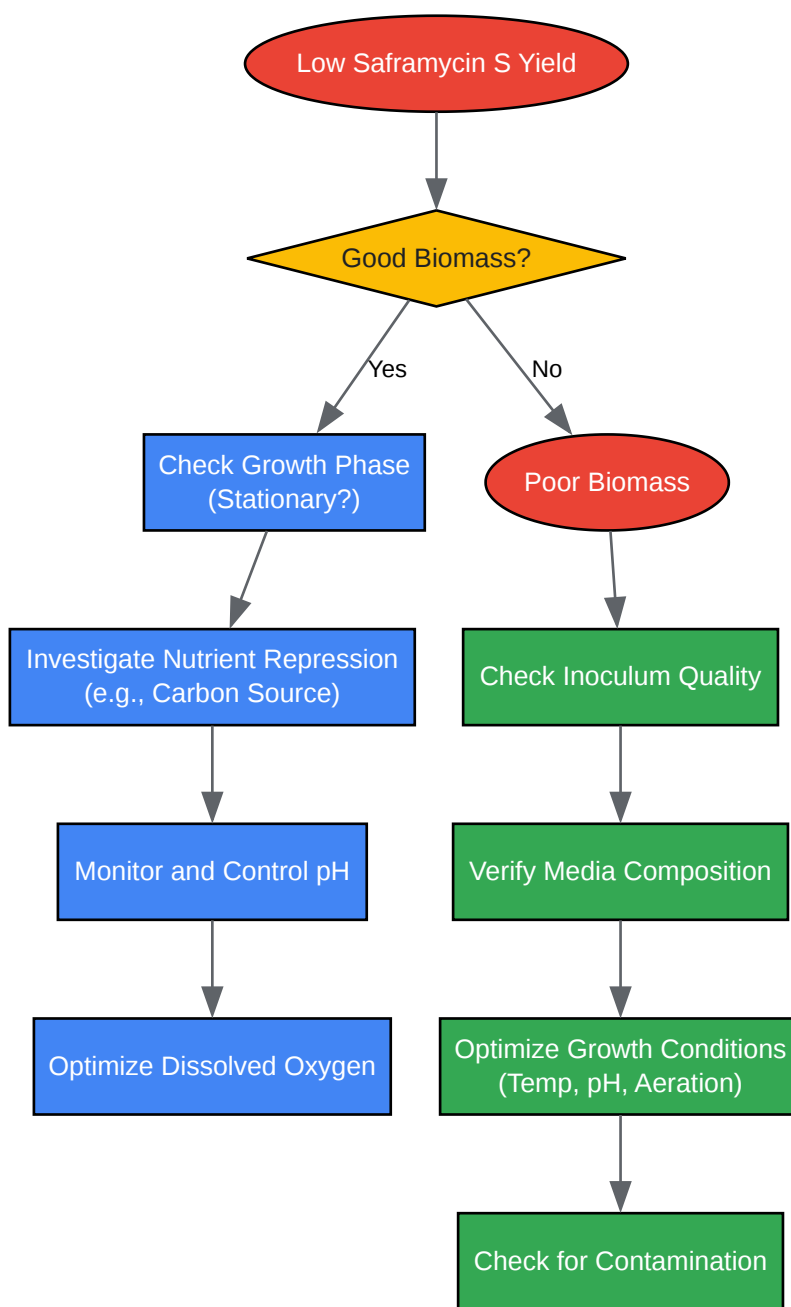 Low Saframycin S Yield
Good Biomass?
Yes
No
Check Growth Phase
(Stationary?)
Poor Biomass
Investigate Nutrient Repression
(e.g., Carbon Source)
Check Inoculum Quality
Monitor and Control pH
Verify Media Composition
Optimize Dissolved Oxygen
Optimize Growth Conditions
(Temp, pH, Aeration)
Check for Contamination